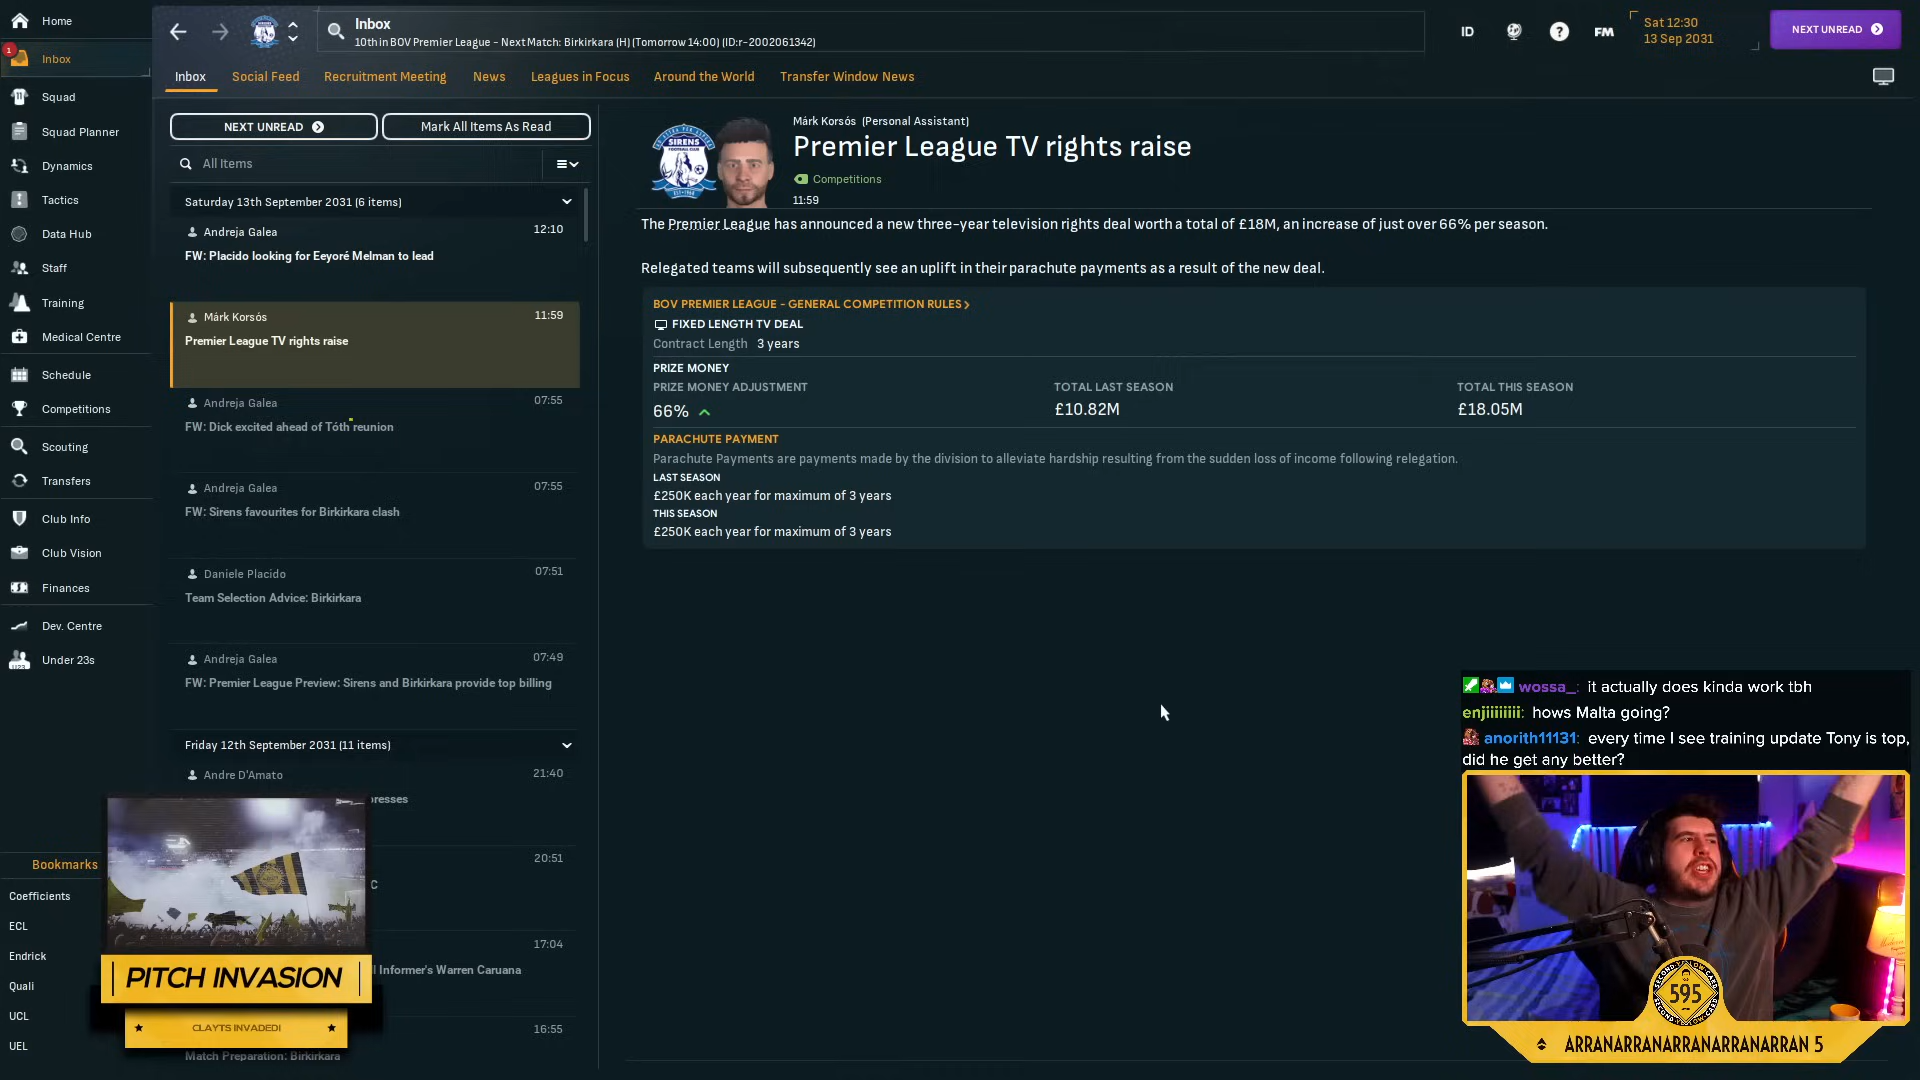 Home
1
Inbox
Squad
Squad Planner
Dynamics
Tactics
Data Hub
Staff
Training
Medical Centre
Schedule
Competitions
Scouting
Transfers
Club Info
Club Vision
Finances
Dev. Centre
Under 23s
Bookmarks
Coefficients
ECL
Endrick
Quali
UCL
UEL
Inbox
10th in BOV Premier League - Next Match: Birkirkara (H) (Tomorrow 14:00) (ID:r-2002061342)
ID
?
FM
Sat 12:30
13 Sep 2031
NEXT UNREAD
Inbox
Social Feed
Recruitment Meeting
News
Leagues in Focus
Around the World
Transfer Window News
NEXT UNREAD
Mark All Items As Read
All Items
Saturday 13th September 2031 (6 items)
Andreja Galea 12:10
FW: Placido looking for Eeyoré Melman to lead
Márk Korsós 11:59
Premier League TV rights raise
Andreja Galea 07:55
FW: Dick excited ahead of Tóth reunion
Andreja Galea 07:55
FW: Sirens favourites for Birkirkara clash
Daniele Placido 07:51
Team Selection Advice: Birkirkara
Andreja Galea 07:49
FW: Premier League Preview: Sirens and Birkirkara provide top billing
Friday 12th September 2031 (11 items)
Andre D'Amato 21:40
presses
20:51
C
17:04
l Informer's Warren Caruana
16:55
Match Preparation: Birkirkara
SIRENS
FOOTBALL CLUB
Márk Korsós (Personal Assistant)
Premier League TV rights raise
Competitions
11:59
The Premier League has announced a new three-year television rights deal worth a total of £18M, an increase of just over 66% per season.
Relegated teams will subsequently see an uplift in their parachute payments as a result of the new deal.
BOV PREMIER LEAGUE - GENERAL COMPETITION RULES
FIXED LENGTH TV DEAL
Contract Length 3 years
PRIZE MONEY
PRIZE MONEY ADJUSTMENT TOTAL LAST SEASON TOTAL THIS SEASON
66% £10.82M £18.05M
PARACHUTE PAYMENT
Parachute Payments are payments made by the division to alleviate hardship resulting from the sudden loss of income following relegation.
LAST SEASON
£250K each year for maximum of 3 years
THIS SEASON
£250K each year for maximum of 3 years
wossa_: it actually does kinda work tbh
enjiiiiiiii: hows Malta going?
anorith11131: every time I see training update Tony is top,
did he get any better?
PITCH INVASION
CLAYTS INVADED!
SECOND YELLOW CARD
595
ARRANARRANARRANARRANARRAN 5